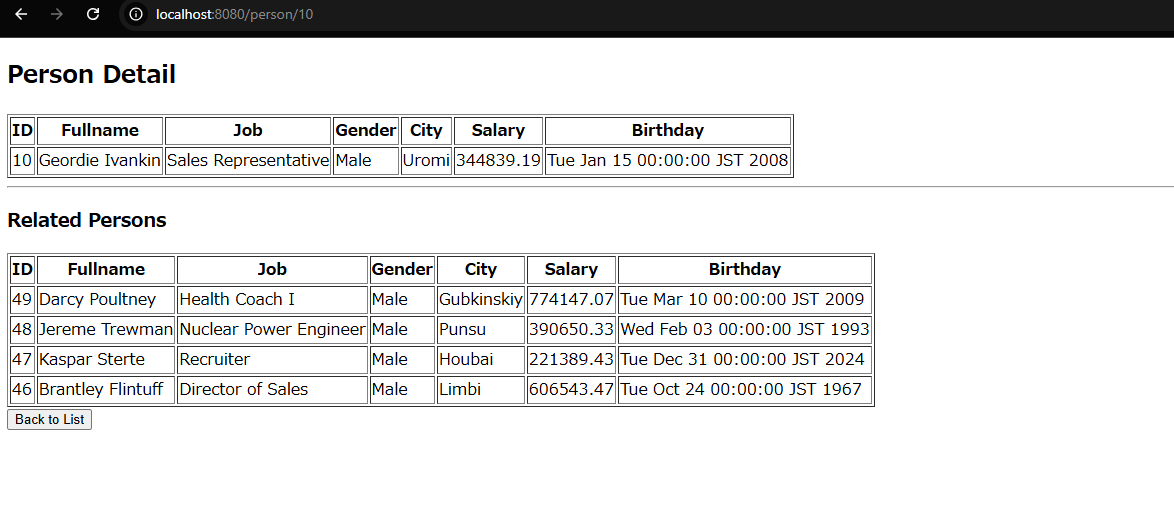 localhost:8080/person/10
Person Detail
ID Fullname Job Gender City Salary Birthday
10 Geordie Ivankin Sales Representative Male Uromi 344839.19 Tue Jan 15 00:00:00 JST 2008
Related Persons
ID Fullname Job Gender City Salary Birthday
49 Darcy Poultney Health Coach I Male Gubkinskiy 774147.07 Tue Mar 10 00:00:00 JST 2009
48 Jereme Trewman Nuclear Power Engineer Male Punsu 390650.33 Wed Feb 03 00:00:00 JST 1993
47 Kaspar Sterte Recruiter Male Houbai 221389.43 Tue Dec 31 00:00:00 JST 2024
46 Brantley Flintuff Director of Sales Male Limbi 606543.47 Tue Oct 24 00:00:00 JST 1967
Back to List